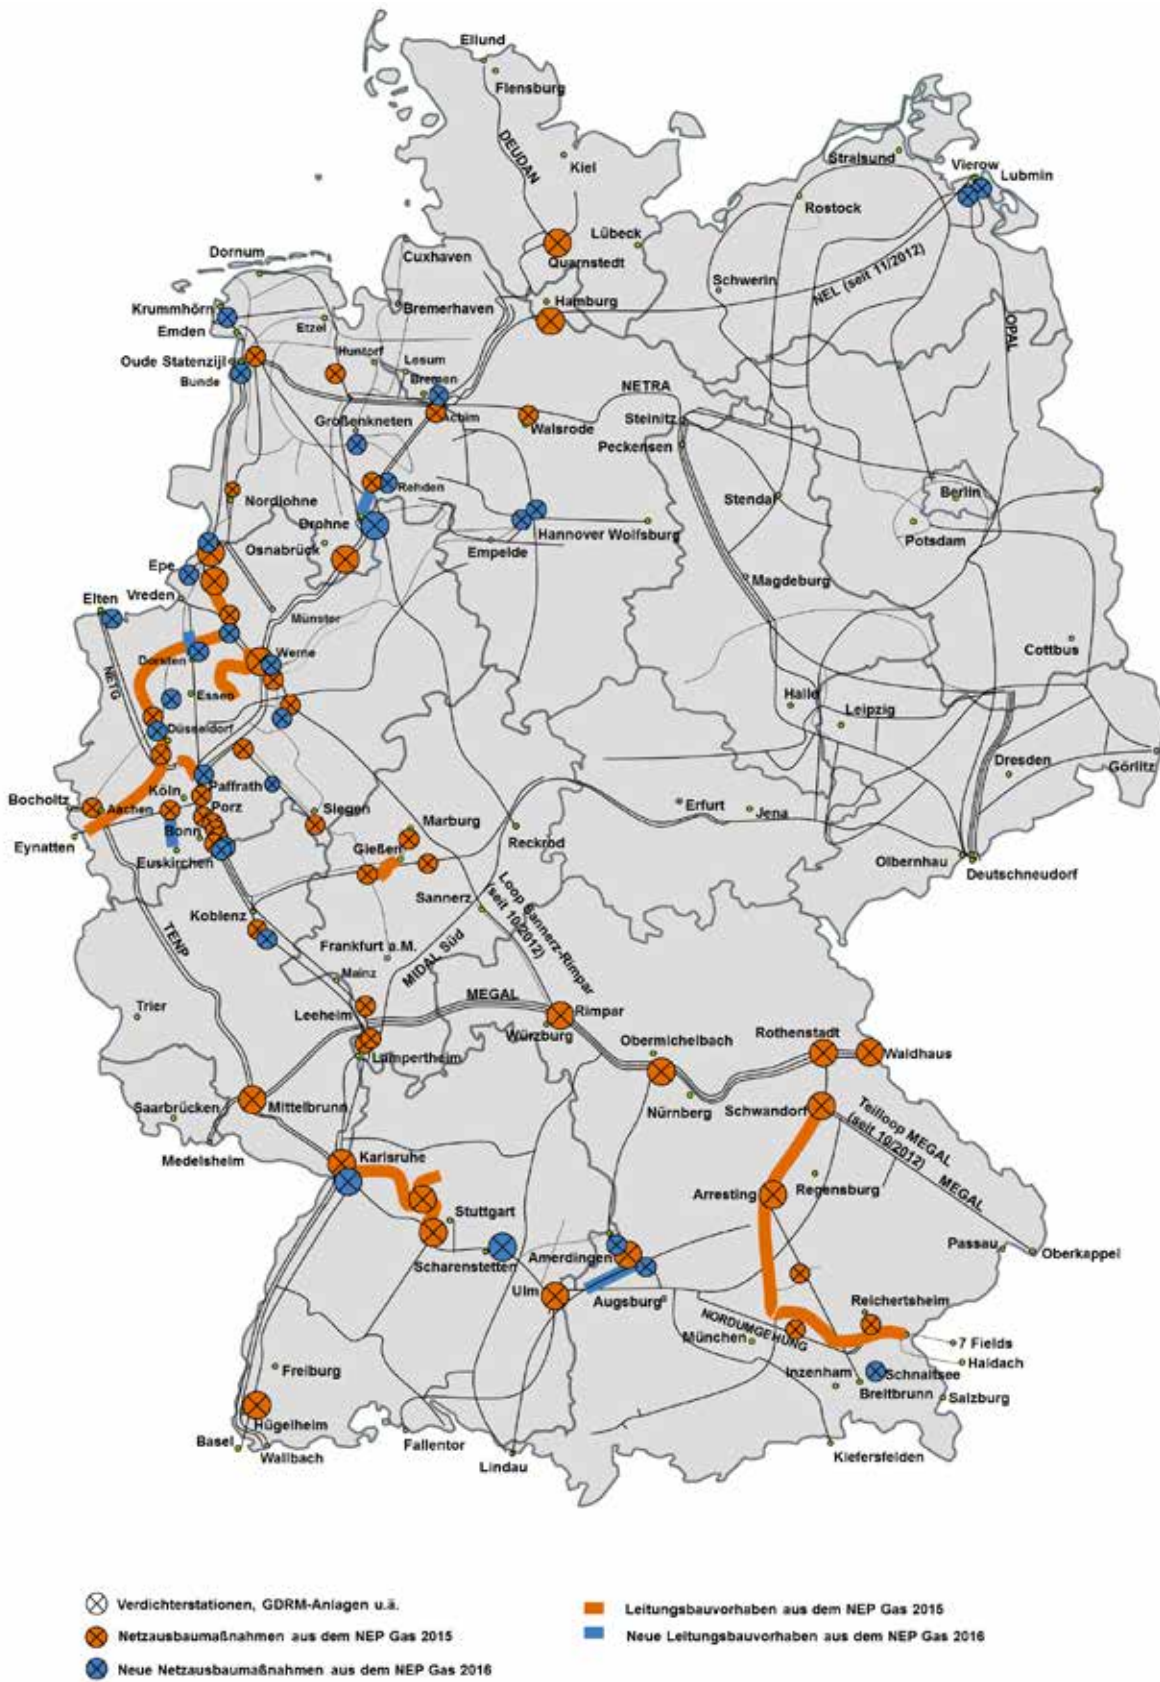 Ellund
Flensburg
DEUDAN
Kiel
Stralsund
Vierow
Lubmin
Rostock
Lübeck
Quarnstedt
Cuxhaven
Dornum
Schwerin
NEL (seit 11/2012)
Krummhörn
Bremerhaven
Hamburg
Emden
Etzel
OPAL
Oude Statenzijl
Huntorf
Lesum
Bunde
Bremen
NETRA
Großenkneten
Achim
Walsrode
Steinitz
Peckensen
Rehden
Nordlohne
Stendal
Berlin
Drohne
Hannover
Wolfsburg
Potsdam
Osnabrück
Empelde
Epe
Magdeburg
Vreden
Elten
Münster
Cottbus
Werne
Dorsten
NETG
Essen
Halle
Leipzig
Düsseldorf
Dresden
Görlitz
Paffrath
Köln
Bocholtz
Aachen
Porz
Siegen
Erfurt
Jena
Marburg
Bonn
Eynatten
Gießen
Reckrod
Euskirchen
Olbernhau
Deutschneudorf
Sannerz
Loop Sannerz-Rimpar
(seit 10/2012)
Koblenz
TENP
Frankfurt a.M.
MIDAL Süd
Mainz
MEGAL
Trier
Leeheim
Rimpar
Würzburg
Rothenstadt
Obermichelbach
Waidhaus
Lampertheim
Saarbrücken
Mittelbrunn
Nürnberg
Schwandorf
Teilloop MEGAL
(seit 10/2012)
Medelsheim
Karlsruhe
MEGAL
Arresting
Regensburg
Stuttgart
Passau
Oberkappel
Scharenstetten
Amerdingen
Ulm
Augsburg
Reichertsheim
NORDUMGEHUNG
München
7 Fields
Haidach
Freiburg
Inzenham
Schnaitsee
Breitbrunn
Salzburg
Hügelheim
Basel
Wallbach
Fallentor
Lindau
Kiefersfelden
Verdichterstationen, GDRM-Anlagen u.ä.
Netzausbaumaßnahmen aus dem NEP Gas 2015
Neue Netzausbaumaßnahmen aus dem NEP Gas 2016
Leitungsbauvorhaben aus dem NEP Gas 2015
Neue Leitungsbauvorhaben aus dem NEP Gas 2016